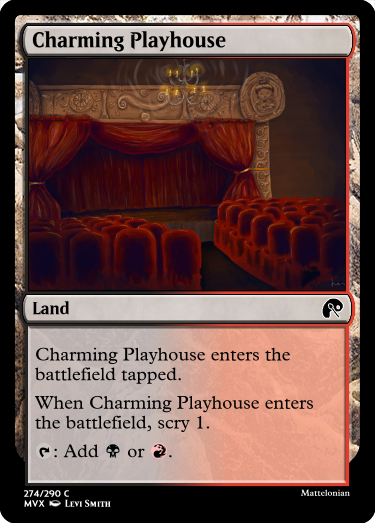 Charming Playhouse
Land
Charming Playhouse enters the
battlefield tapped.
When Charming Playhouse enters
the battlefield, scry 1.
: Add or .
274/290 C
MVX Levi Smith
Mattelonian